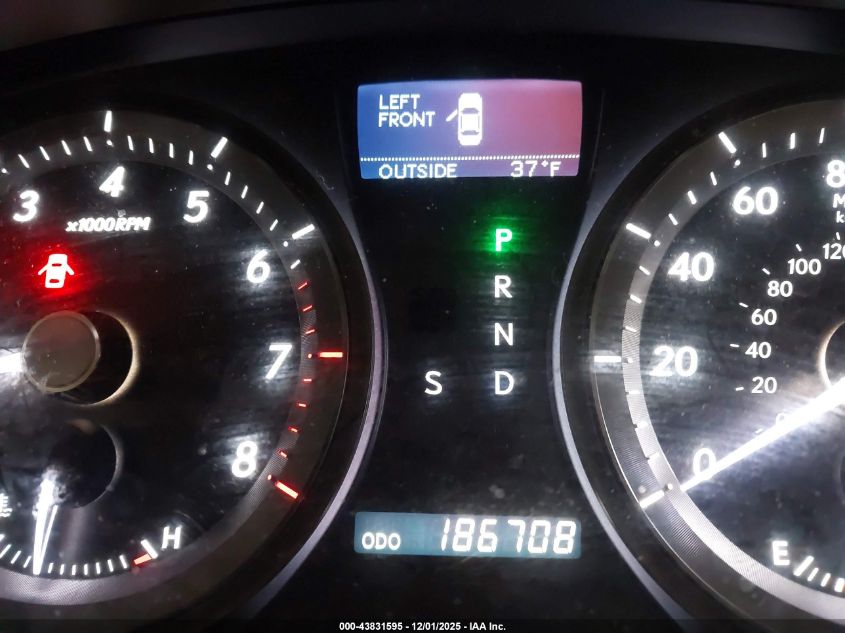 LEFT
FRONT
OUTSIDE 37°F
3
4
5
x1000RPM
6
7
8
H
P
R
N
S D
ODO 186708
0
20
40
60
20
40
60
80
100
E
000-43831595 - 12/01/2025 - IAA Inc.